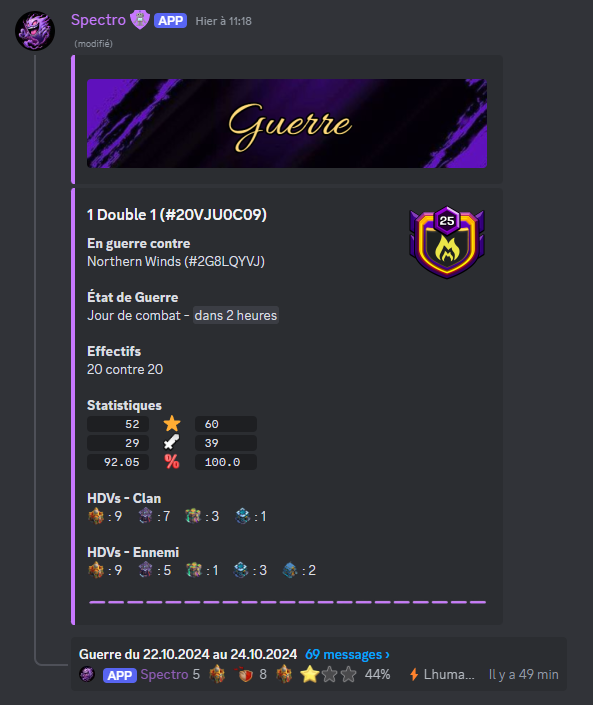 Spectro APP Hier à 11:18
(modifié)
Guerre
1 Double 1 (#20VJU0C09)
25
En guerre contre
Northern Winds (#2G8LQYVJ)
État de Guerre
Jour de combat - dans 2 heures
Effectifs
20 contre 20
Statistiques
52 60
29 39
92.05 % 100.0
HDVs - Clan
: 9 : 7 : 3 : 1
HDVs - Ennemi
: 9 : 5 : 1 : 3 : 2
Guerre du 22.10.2024 au 24.10.2024 69 messages ›
APP Spectro 5 8 44% Lhuma... Il y a 49 min